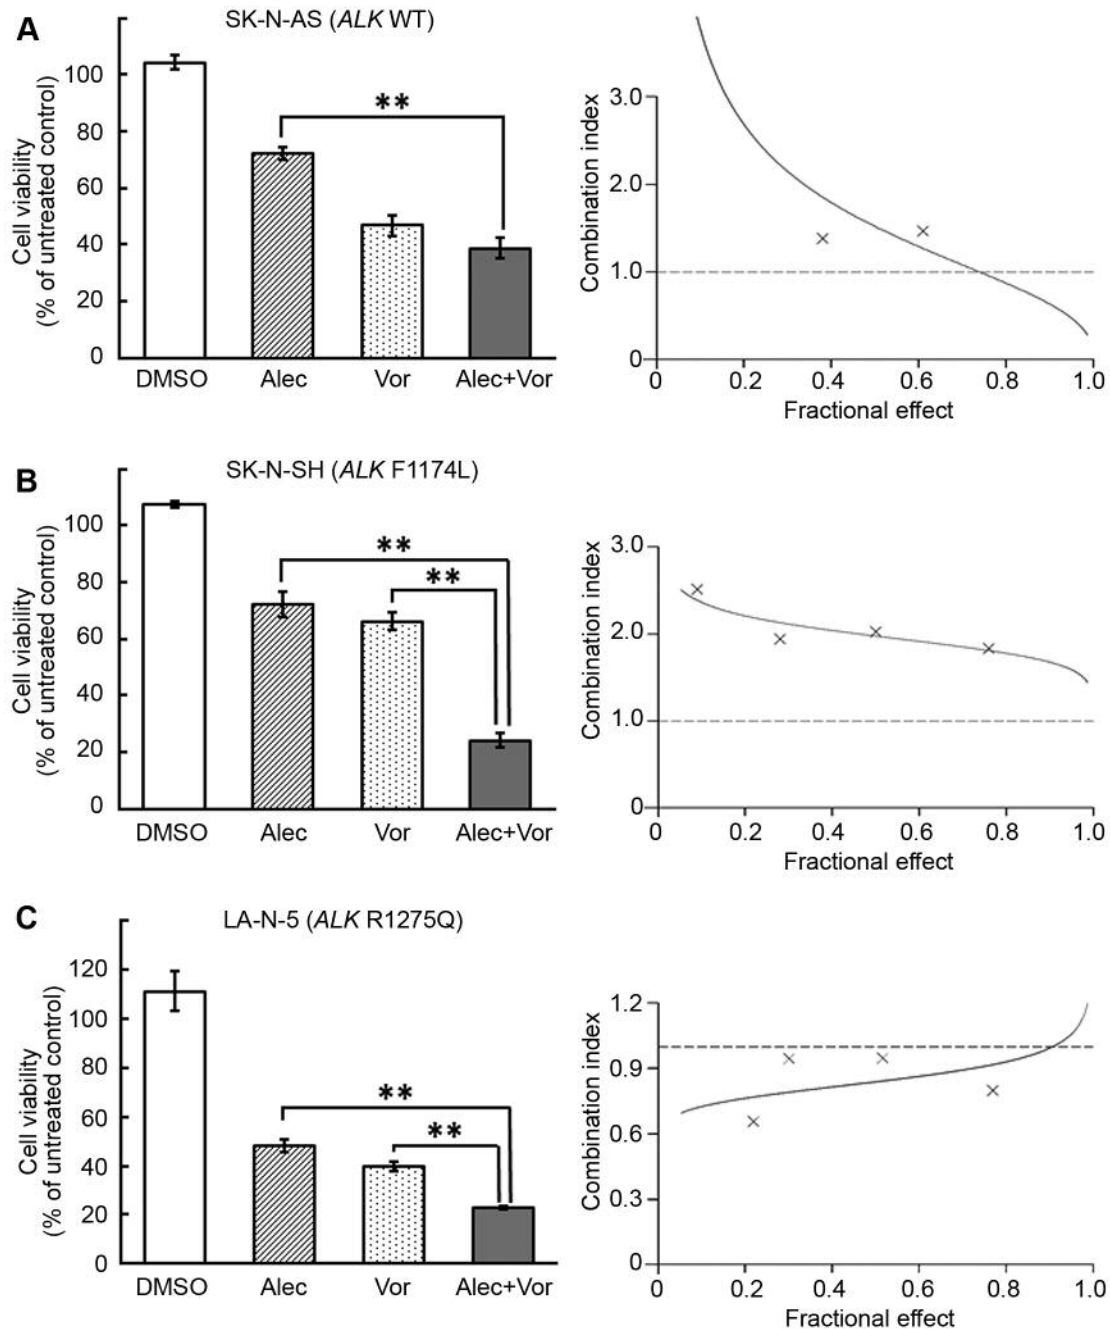 A
SK-N-AS (ALK WT)
Cell viability
(% of untreated control)
100
80
60
40
20
0
**
DMSO Alec Vor Alec+Vor
Combination index
3.0
2.0
1.0
0
0 0.2 0.4 0.6 0.8 1.0
Fractional effect
B
SK-N-SH (ALK F1174L)
Cell viability
(% of untreated control)
100
80
60
40
20
0
**
**
DMSO Alec Vor Alec+Vor
Combination index
3.0
2.0
1.0
0
0 0.2 0.4 0.6 0.8 1.0
Fractional effect
C
LA-N-5 (ALK R1275Q)
Cell viability
(% of untreated control)
120
100
80
60
40
20
0
**
**
DMSO Alec Vor Alec+Vor
Combination index
1.2
0.9
0.6
0.3
0
0 0.2 0.4 0.6 0.8 1.0
Fractional effect